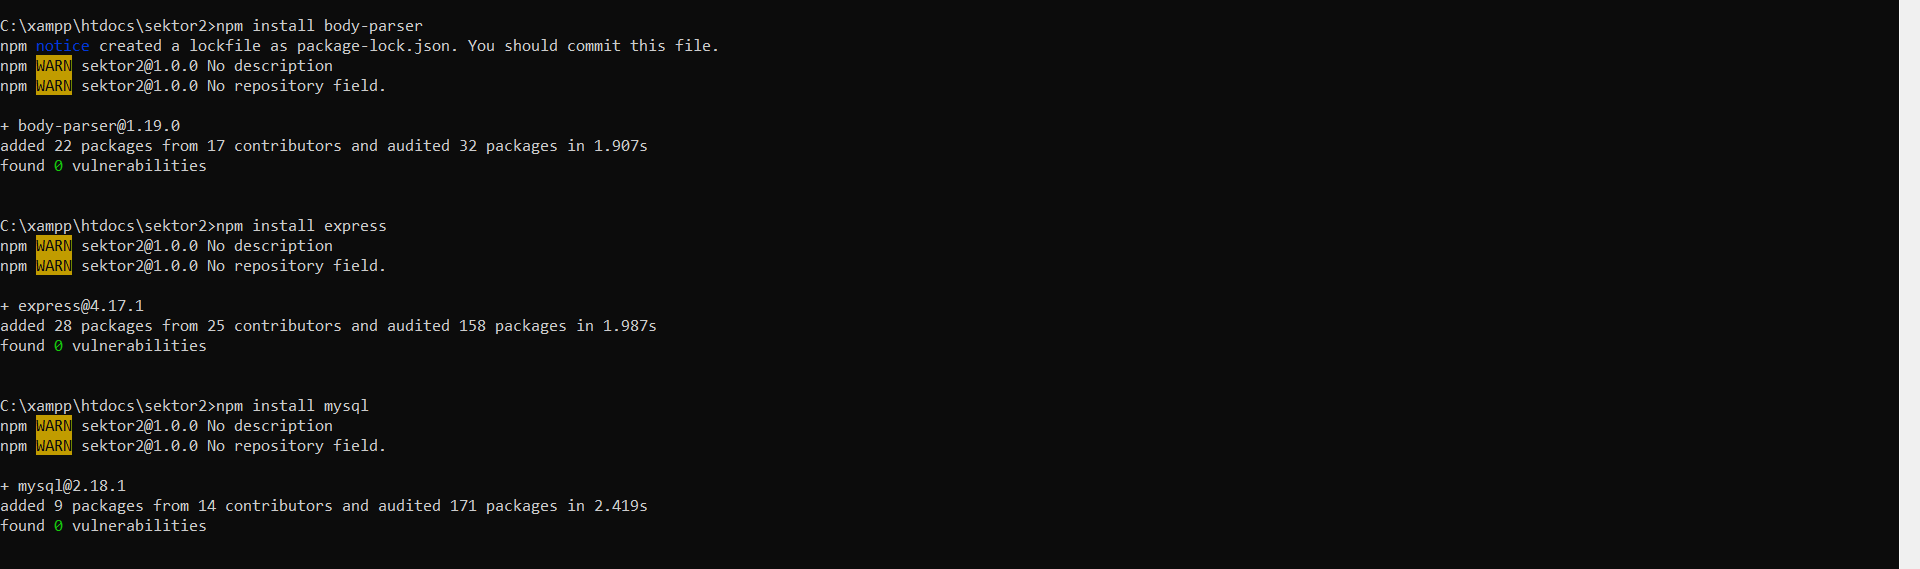 C:\xampp\htdocs\sektor2>npm install body-parser
npm notice created a lockfile as package-lock.json. You should commit this file.
npm WARN sektor2@1.0.0 No description
npm WARN sektor2@1.0.0 No repository field.
+ body-parser@1.19.0
added 22 packages from 17 contributors and audited 32 packages in 1.907s
found 0 vulnerabilities
C:\xampp\htdocs\sektor2>npm install express
npm WARN sektor2@1.0.0 No description
npm WARN sektor2@1.0.0 No repository field.
+ express@4.17.1
added 28 packages from 25 contributors and audited 158 packages in 1.987s
found 0 vulnerabilities
C:\xampp\htdocs\sektor2>npm install mysql
npm WARN sektor2@1.0.0 No description
npm WARN sektor2@1.0.0 No repository field.
+ mysql@2.18.1
added 9 packages from 14 contributors and audited 171 packages in 2.419s
found 0 vulnerabilities